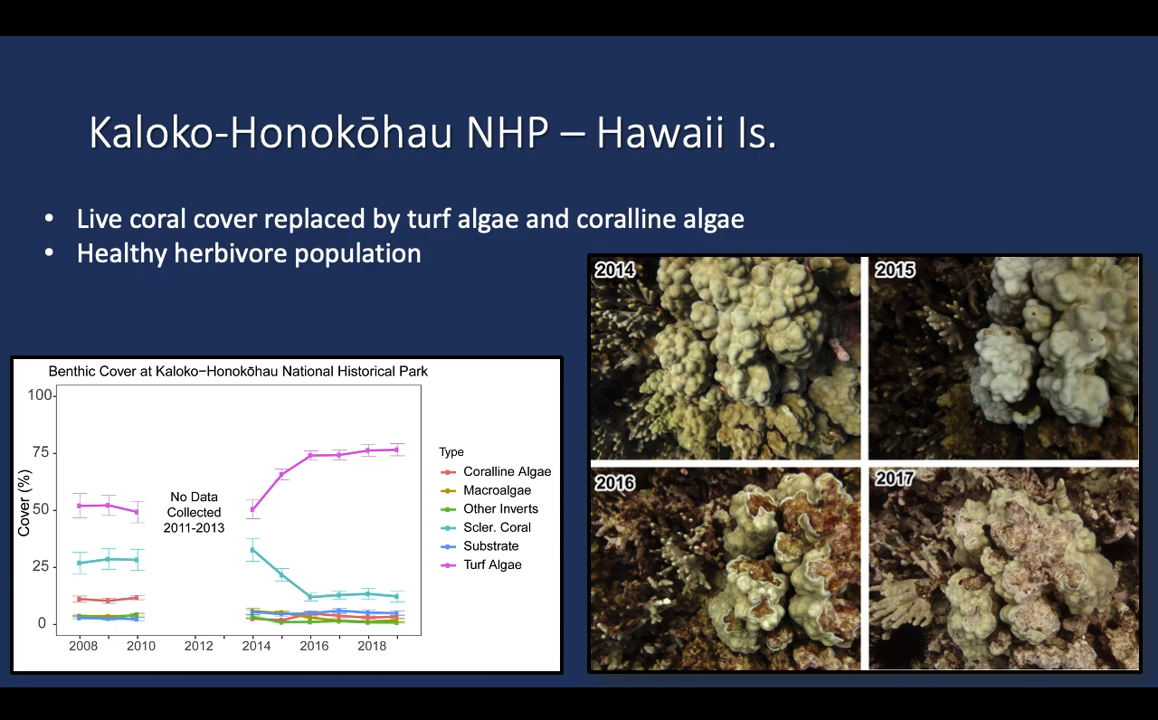 Kaloko-Honokōhau NHP – Hawaii Is.
• Live coral cover replaced by turf algae and coralline algae
• Healthy herbivore population
2014
2015
2016
2017
Benthic Cover at Kaloko−Honokōhau National Historical Park
100
75
50
25
0
Cover (%)
No Data
Collected
2011-2013
2008 2010 2012 2014 2016 2018
Type
Coralline Algae
Macroalgae
Other Inverts
Scler. Coral
Substrate
Turf Algae